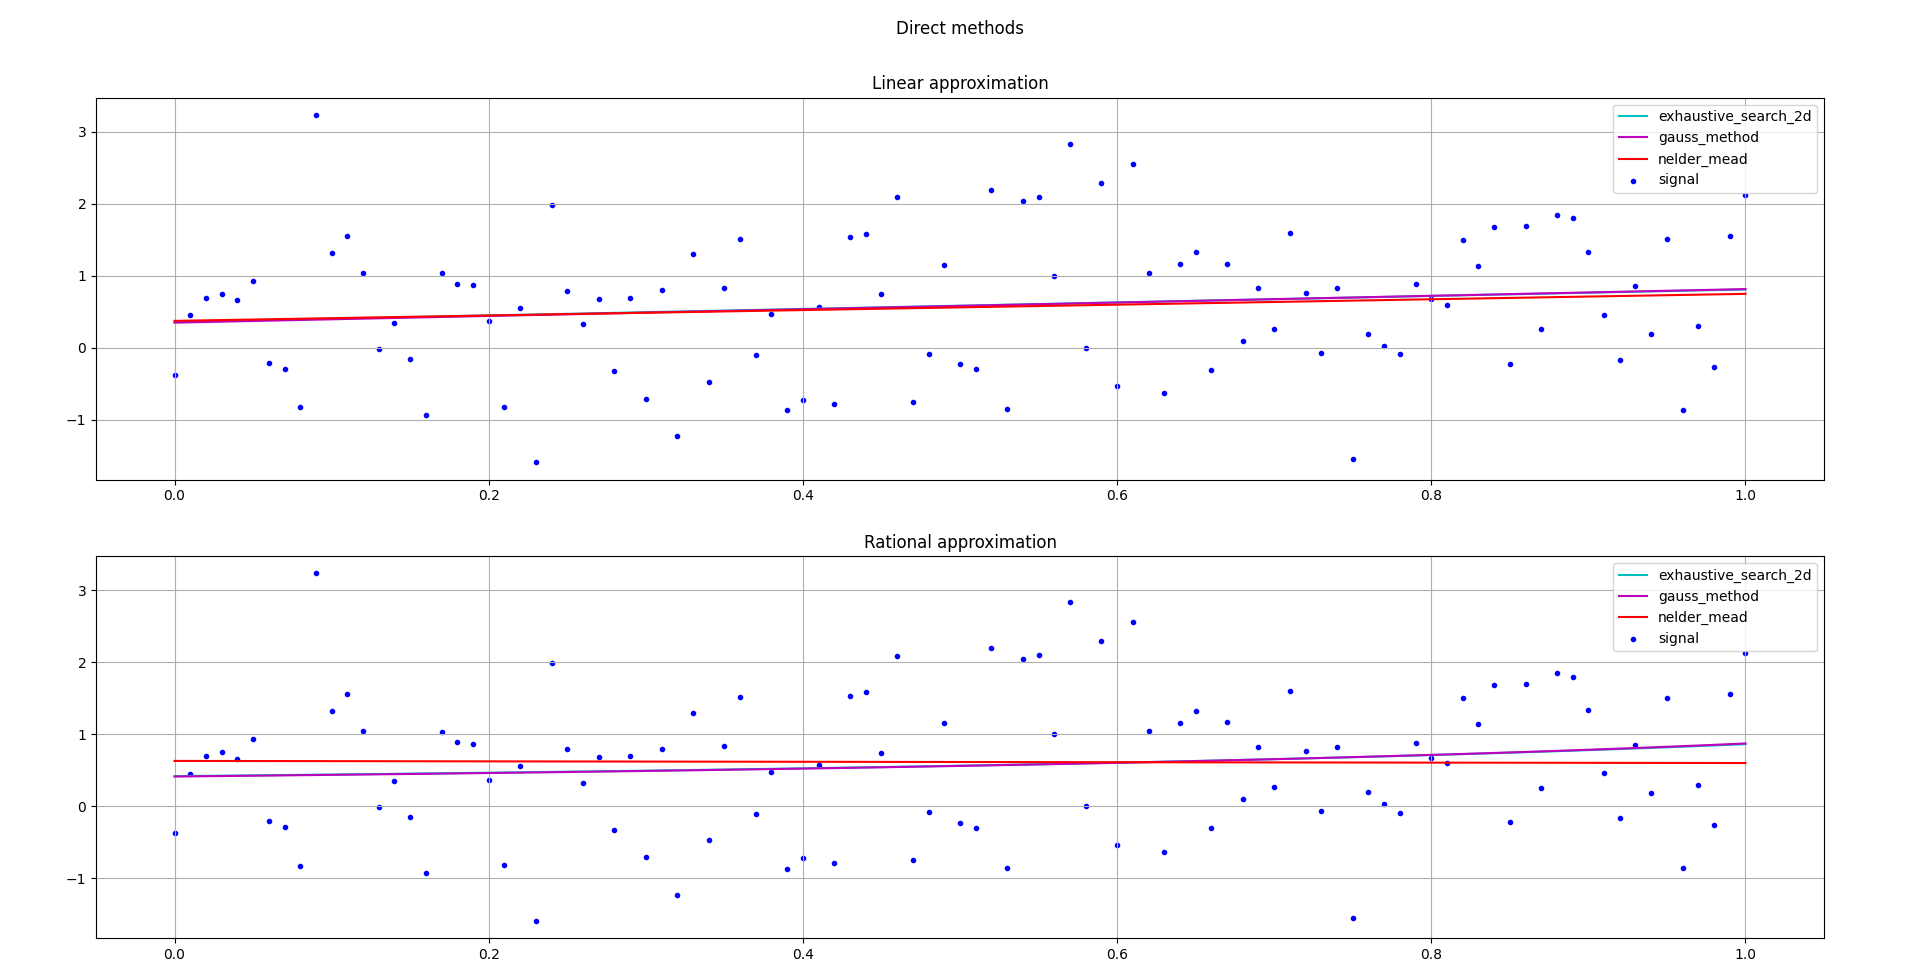 Direct methods
Linear approximation
exhaustive_search_2d
gauss_method
nelder_mead
signal
3
2
1
0
−1
0.0 0.2 0.4 0.6 0.8 1.0
Rational approximation
exhaustive_search_2d
gauss_method
nelder_mead
signal
3
2
1
0
−1
0.0 0.2 0.4 0.6 0.8 1.0